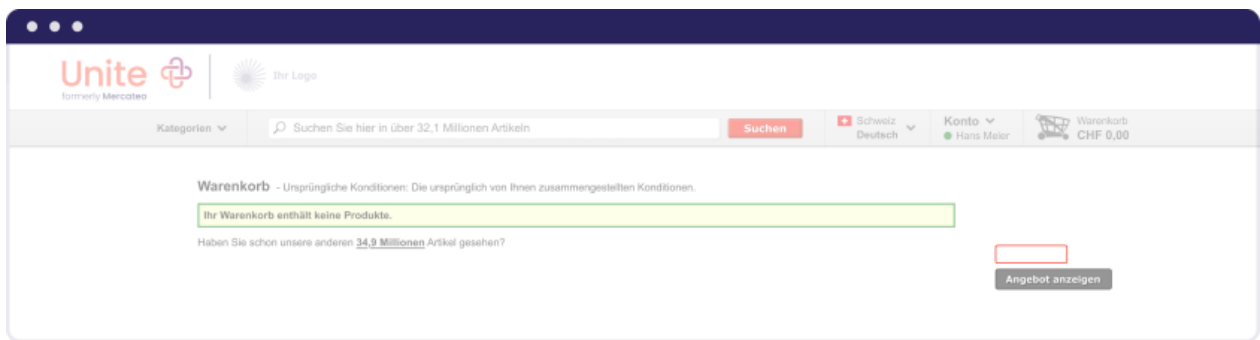 Unite
formerly Mercateo
Ihr Logo
Kategorien
Suchen Sie hier in über 32,1 Millionen Artikeln
Suchen
Schweiz
Deutsch
Konto
Hans Meier
Warenkorb
CHF 0,00
Warenkorb - Ursprüngliche Konditionen: Die ursprünglich von Ihnen zusammengestellten Konditionen.
Ihr Warenkorb enthält keine Produkte.
Haben Sie schon unsere anderen 34,9 Millionen Artikel gesehen?
Angebot anzeigen